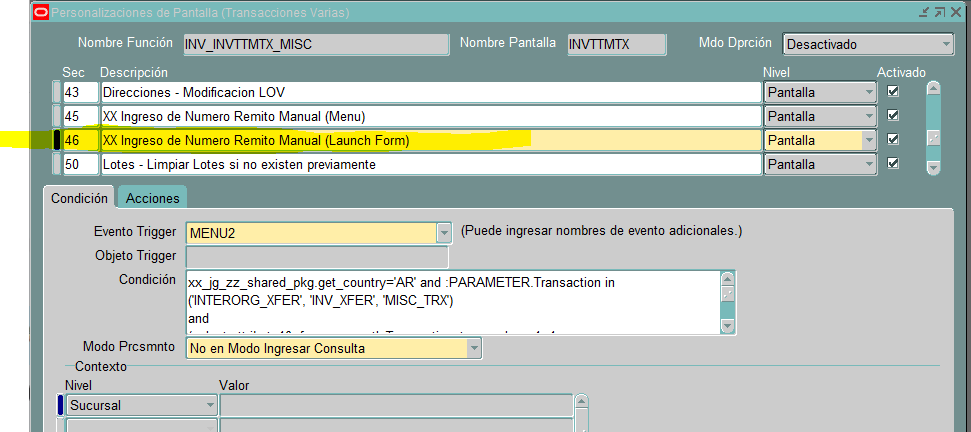 Personalizaciones de Pantalla (Transacciones Varias)
Nombre Función INV_INVTTMTX_MISC Nombre Pantalla INVTTMTX Mdo Dprción Desactivado
Sec Descripción Nivel Activado
43 Direcciones - Modificacion LOV Pantalla
45 XX Ingreso de Numero Remito Manual (Menu) Pantalla
46 XX Ingreso de Numero Remito Manual (Launch Form) Pantalla
50 Lotes - Limpiar Lotes si no existen previamente Pantalla
Condición Acciones
Evento Trigger MENU2 (Puede ingresar nombres de evento adicionales.)
Objeto Trigger
Condición xx_jg_zz_shared_pkg.get_country='AR' and :PARAMETER.Transaction in
('INTERORG_XFER', 'INV_XFER', 'MISC_TRX')
and
Modo Prcsmnto No en Modo Ingresar Consulta
Contexto
Nivel Valor
Sucursal